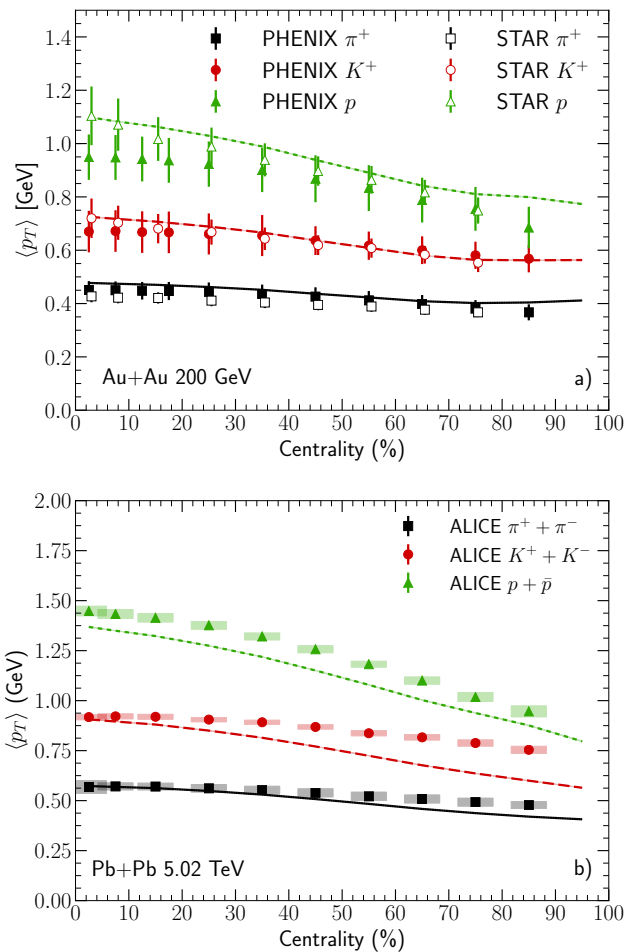 PHENIX π⁺ STAR π⁺
PHENIX K⁺ STAR K⁺
PHENIX p STAR p
⟨p_T⟩ [GeV]
1.4
1.2
1.0
0.8
0.6
0.4
0.2
0.0
Au+Au 200 GeV a)
0 10 20 30 40 50 60 70 80 90 100
Centrality (%)
ALICE π⁺ + π⁻
ALICE K⁺ + K⁻
ALICE p + p̄
⟨p_T⟩ (GeV)
2.00
1.75
1.50
1.25
1.00
0.75
0.50
0.25
0.00
Pb+Pb 5.02 TeV b)
0 10 20 30 40 50 60 70 80 90 100
Centrality (%)